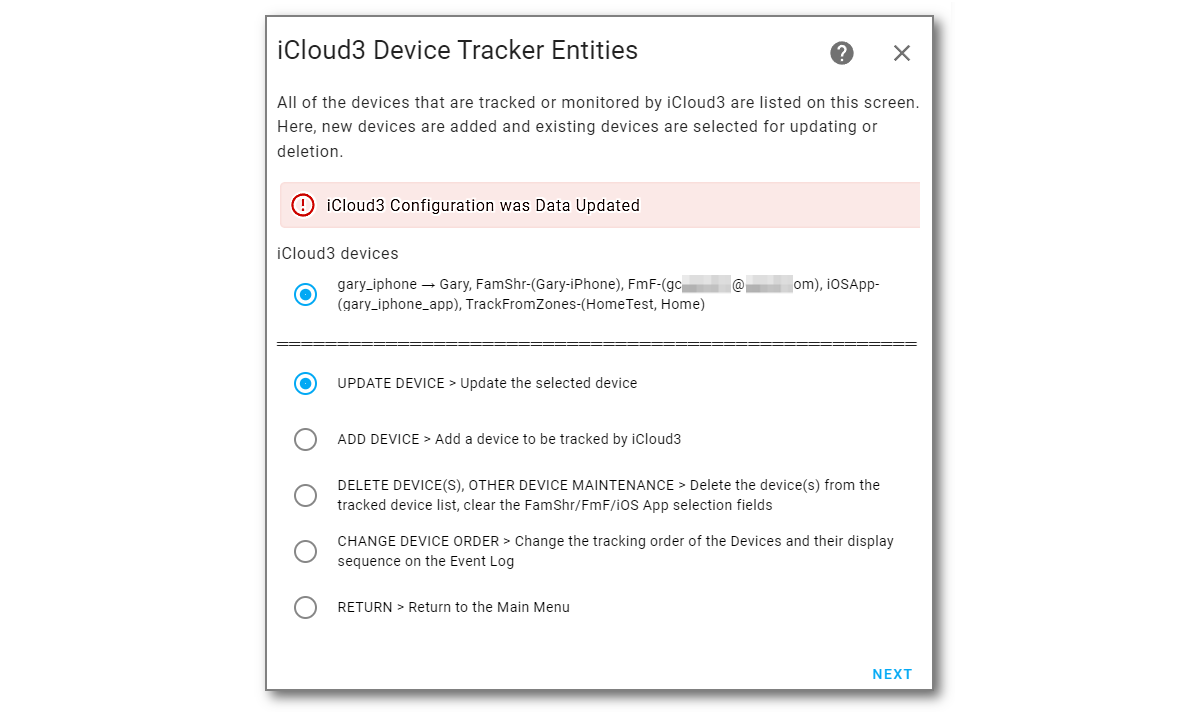 iCloud3 Device Tracker Entities
All of the devices that are tracked or monitored by iCloud3 are listed on this screen.
Here, new devices are added and existing devices are selected for updating or
deletion.
iCloud3 Configuration was Data Updated
iCloud3 devices
gary_iphone → Gary, FamShr-(Gary-iPhone), FmF-(gc @ om), iOSApp-
(gary_iphone_app), TrackFromZones-(HomeTest, Home)
UPDATE DEVICE > Update the selected device
ADD DEVICE > Add a device to be tracked by iCloud3
DELETE DEVICE(S), OTHER DEVICE MAINTENANCE > Delete the device(s) from the
tracked device list, clear the FamShr/FmF/iOS App selection fields
CHANGE DEVICE ORDER > Change the tracking order of the Devices and their display
sequence on the Event Log
RETURN > Return to the Main Menu
NEXT